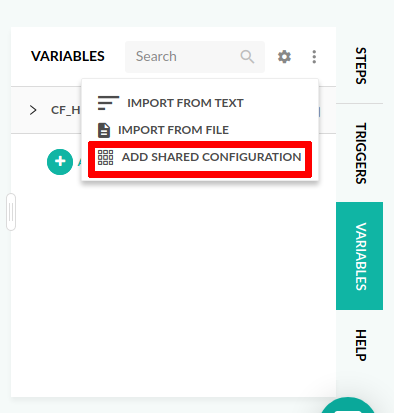 VARIABLES
Search
IMPORT FROM TEXT
CF_H
IMPORT FROM FILE
ADD SHARED CONFIGURATION
STEPS
TRIGGERS
VARIABLES
HELP